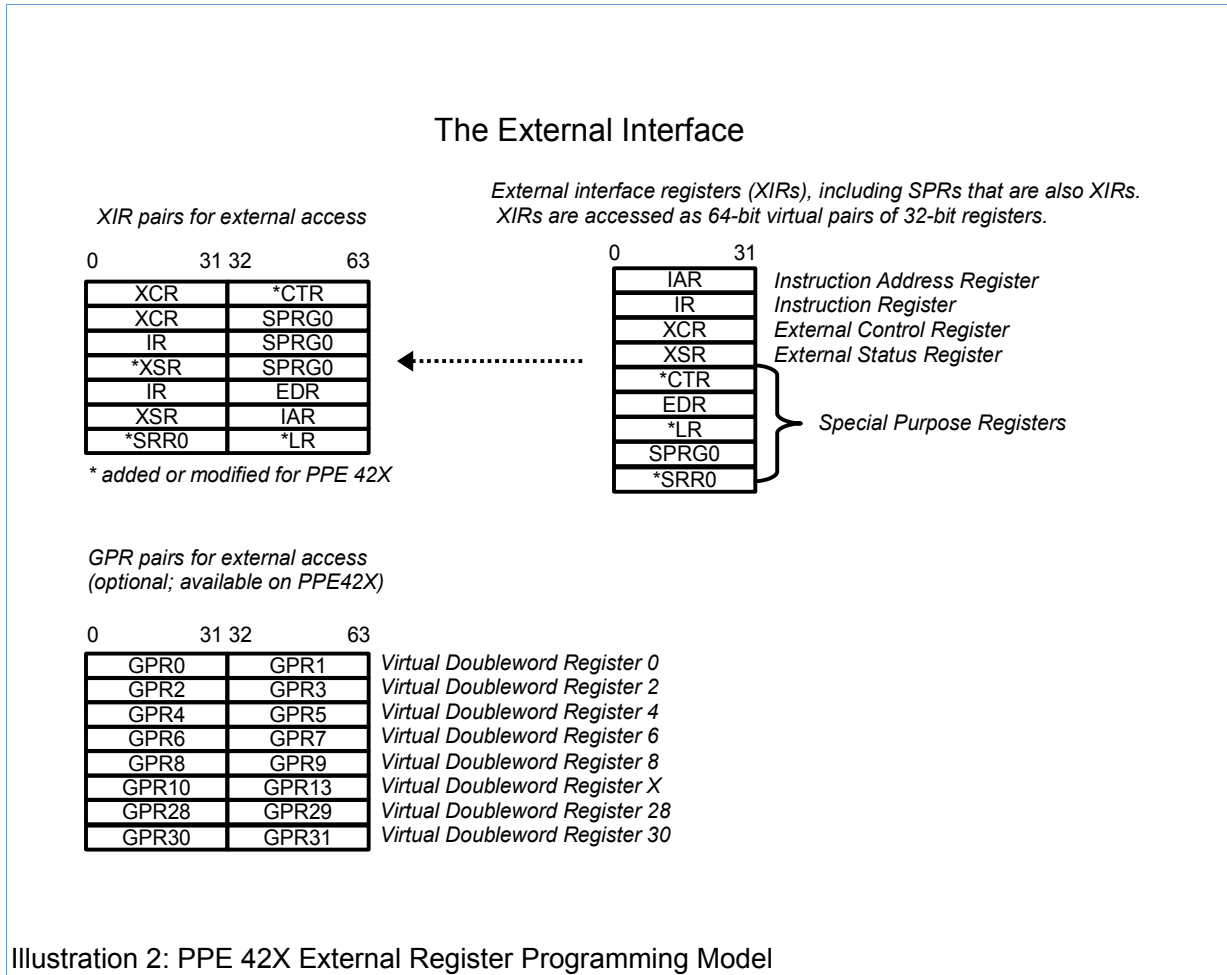 The External Interface
XIR pairs for external access
0 31 32 63
XCR *CTR
XCR SPRG0
IR SPRG0
*XSR SPRG0
IR EDR
XSR IAR
*SRR0 *LR
* added or modified for PPE 42X
External interface registers (XIRs), including SPRs that are also XIRs.
XIRs are accessed as 64-bit virtual pairs of 32-bit registers.
0 31
IAR Instruction Address Register
IR Instruction Register
XCR External Control Register
XSR External Status Register
*CTR
EDR
*LR Special Purpose Registers
SPRG0
*SRR0
GPR pairs for external access
(optional; available on PPE42X)
0 31 32 63
GPR0 GPR1 Virtual Doubleword Register 0
GPR2 GPR3 Virtual Doubleword Register 2
GPR4 GPR5 Virtual Doubleword Register 4
GPR6 GPR7 Virtual Doubleword Register 6
GPR8 GPR9 Virtual Doubleword Register 8
GPR10 GPR13 Virtual Doubleword Register X
GPR28 GPR29 Virtual Doubleword Register 28
GPR30 GPR31 Virtual Doubleword Register 30
Illustration 2: PPE 42X External Register Programming Model